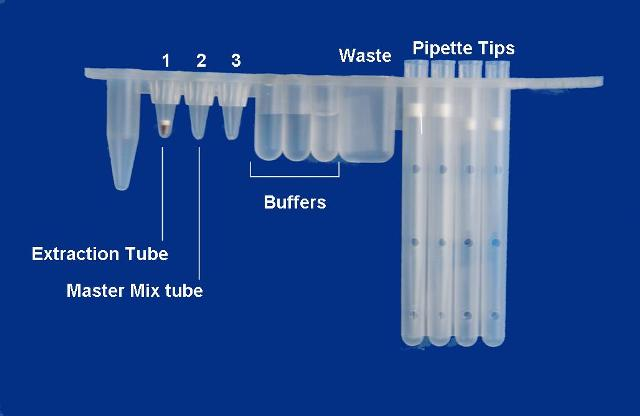 Waste
Pipette Tips
1 2 3
Buffers
Extraction Tube
Master Mix tube